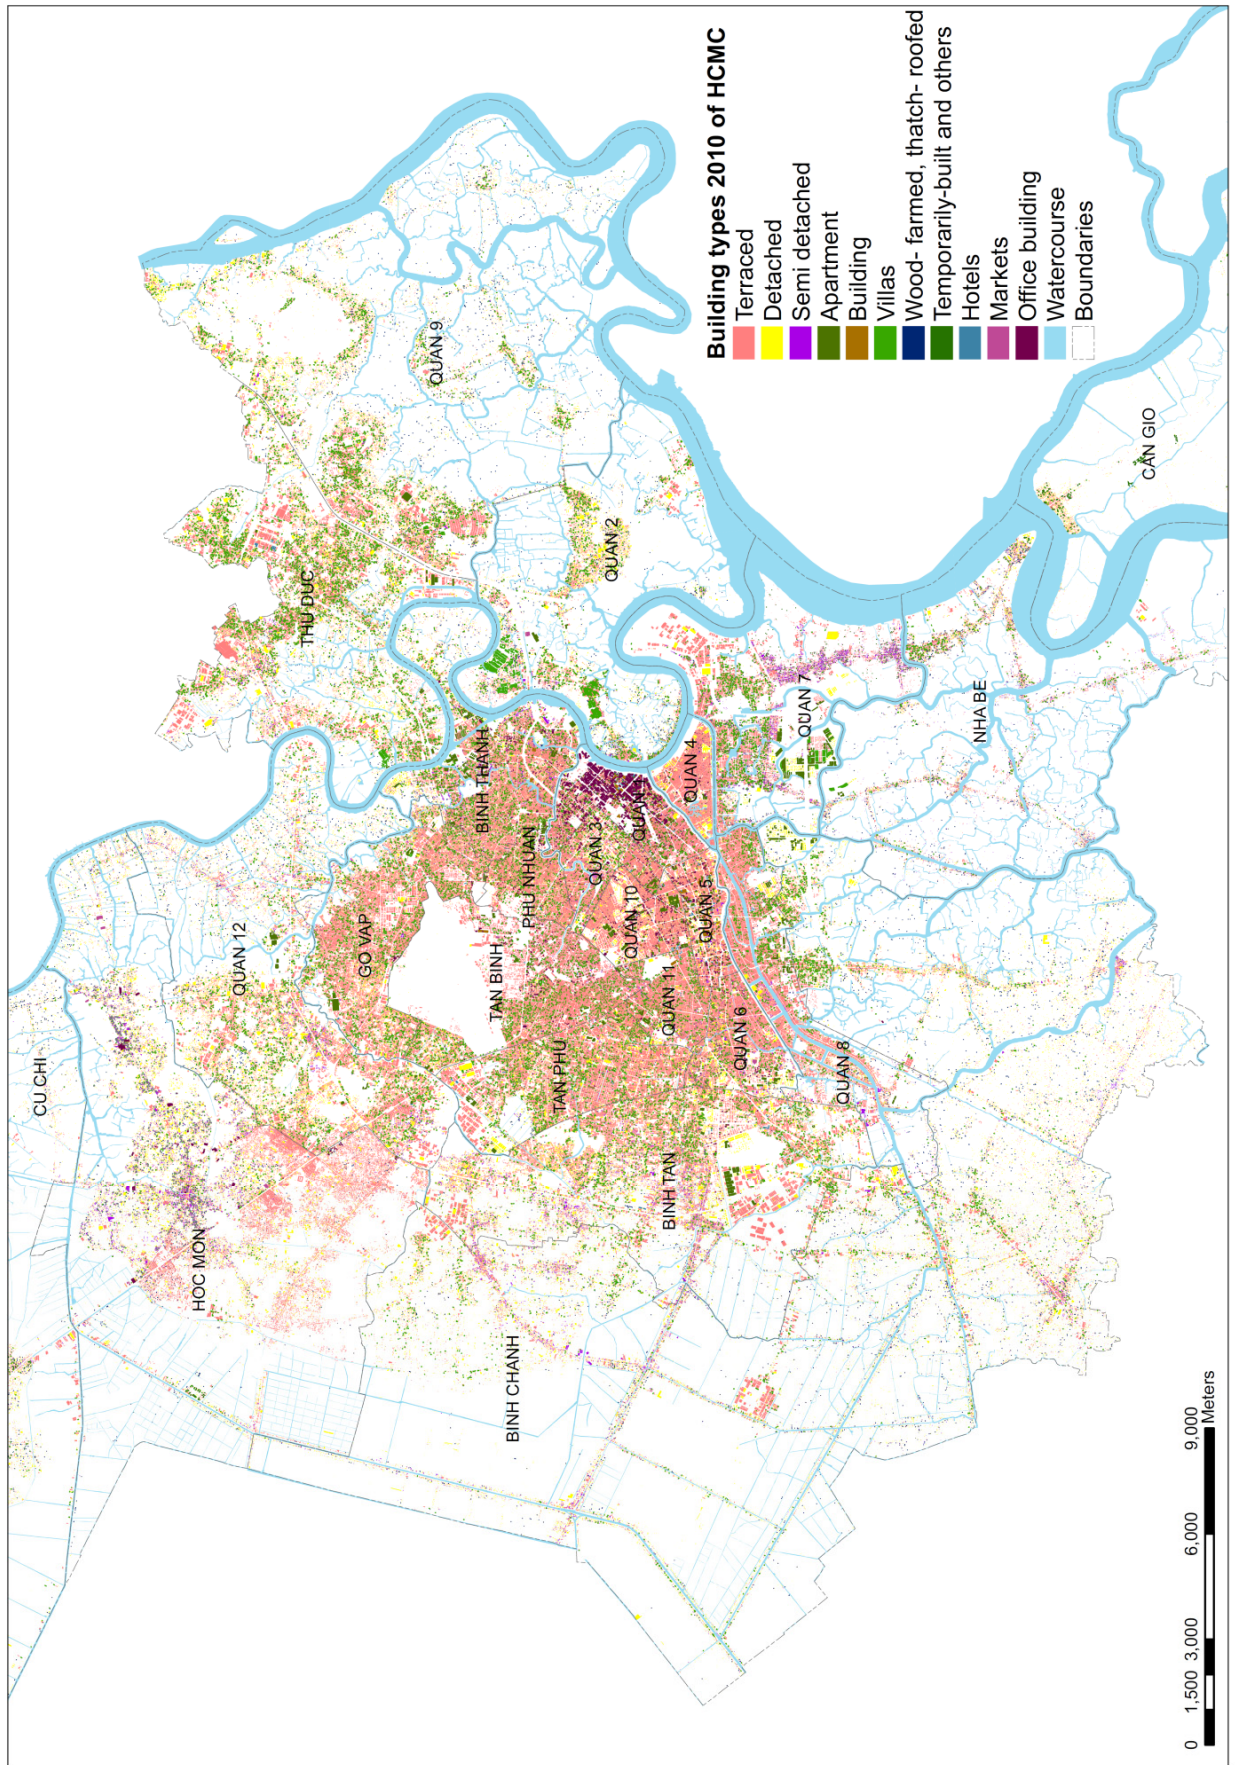 Building types 2010 of HCMC
Terraced
Detached
Semi detached
Apartment
Building
Villas
Wood- farmed, thatch- roofed
Temporarily-built and others
Hotels
Markets
Office building
Watercourse
Boundaries
CU CHI
HOC MON
QUAN 12
THU DUC
QUAN 9
GO VAP
BINH THANH
TAN BINH
PHU NHUAN
BINH CHANH
TAN PHU
QUAN 3
QUAN 2
QUAN 10
QUAN
BINH TAN
QUAN 11
QUAN 5
QUAN 4
QUAN 6
QUAN 8
QUAN 7
NHA BE
CAN GIO
0 1,500 3,000 6,000 9,000
Meters